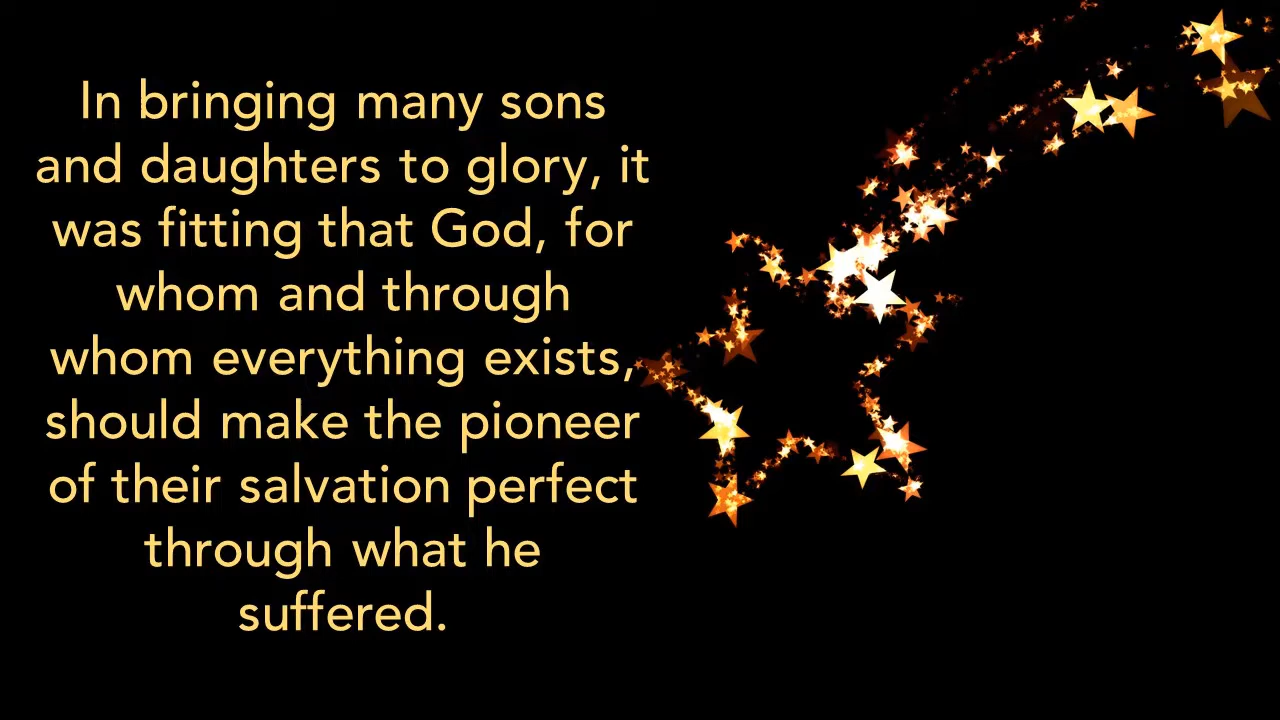 In bringing many sons
and daughters to glory, it
was fitting that God, for
whom and through
whom everything exists,
should make the pioneer
of their salvation perfect
through what he
suffered.